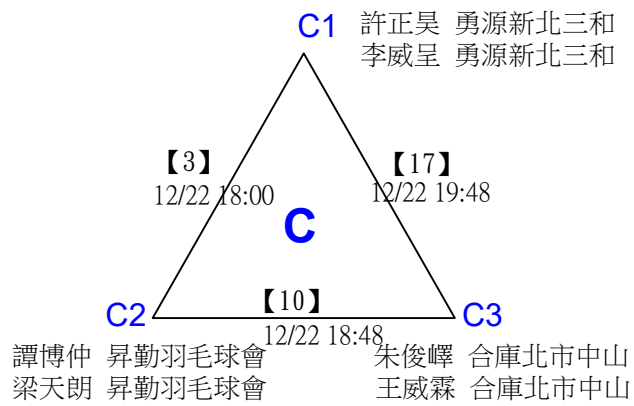 C1 許正昊 勇源新北三和
李威呈 勇源新北三和
【3】 【17】
12/22 18:00 12/22 19:48
C
【10】
C2 C3
12/22 18:48
譚博仲 昇勤羽毛球會 朱俊嶧 合庫北市中山
梁天朗 昇勤羽毛球會 王威霖 合庫北市中山